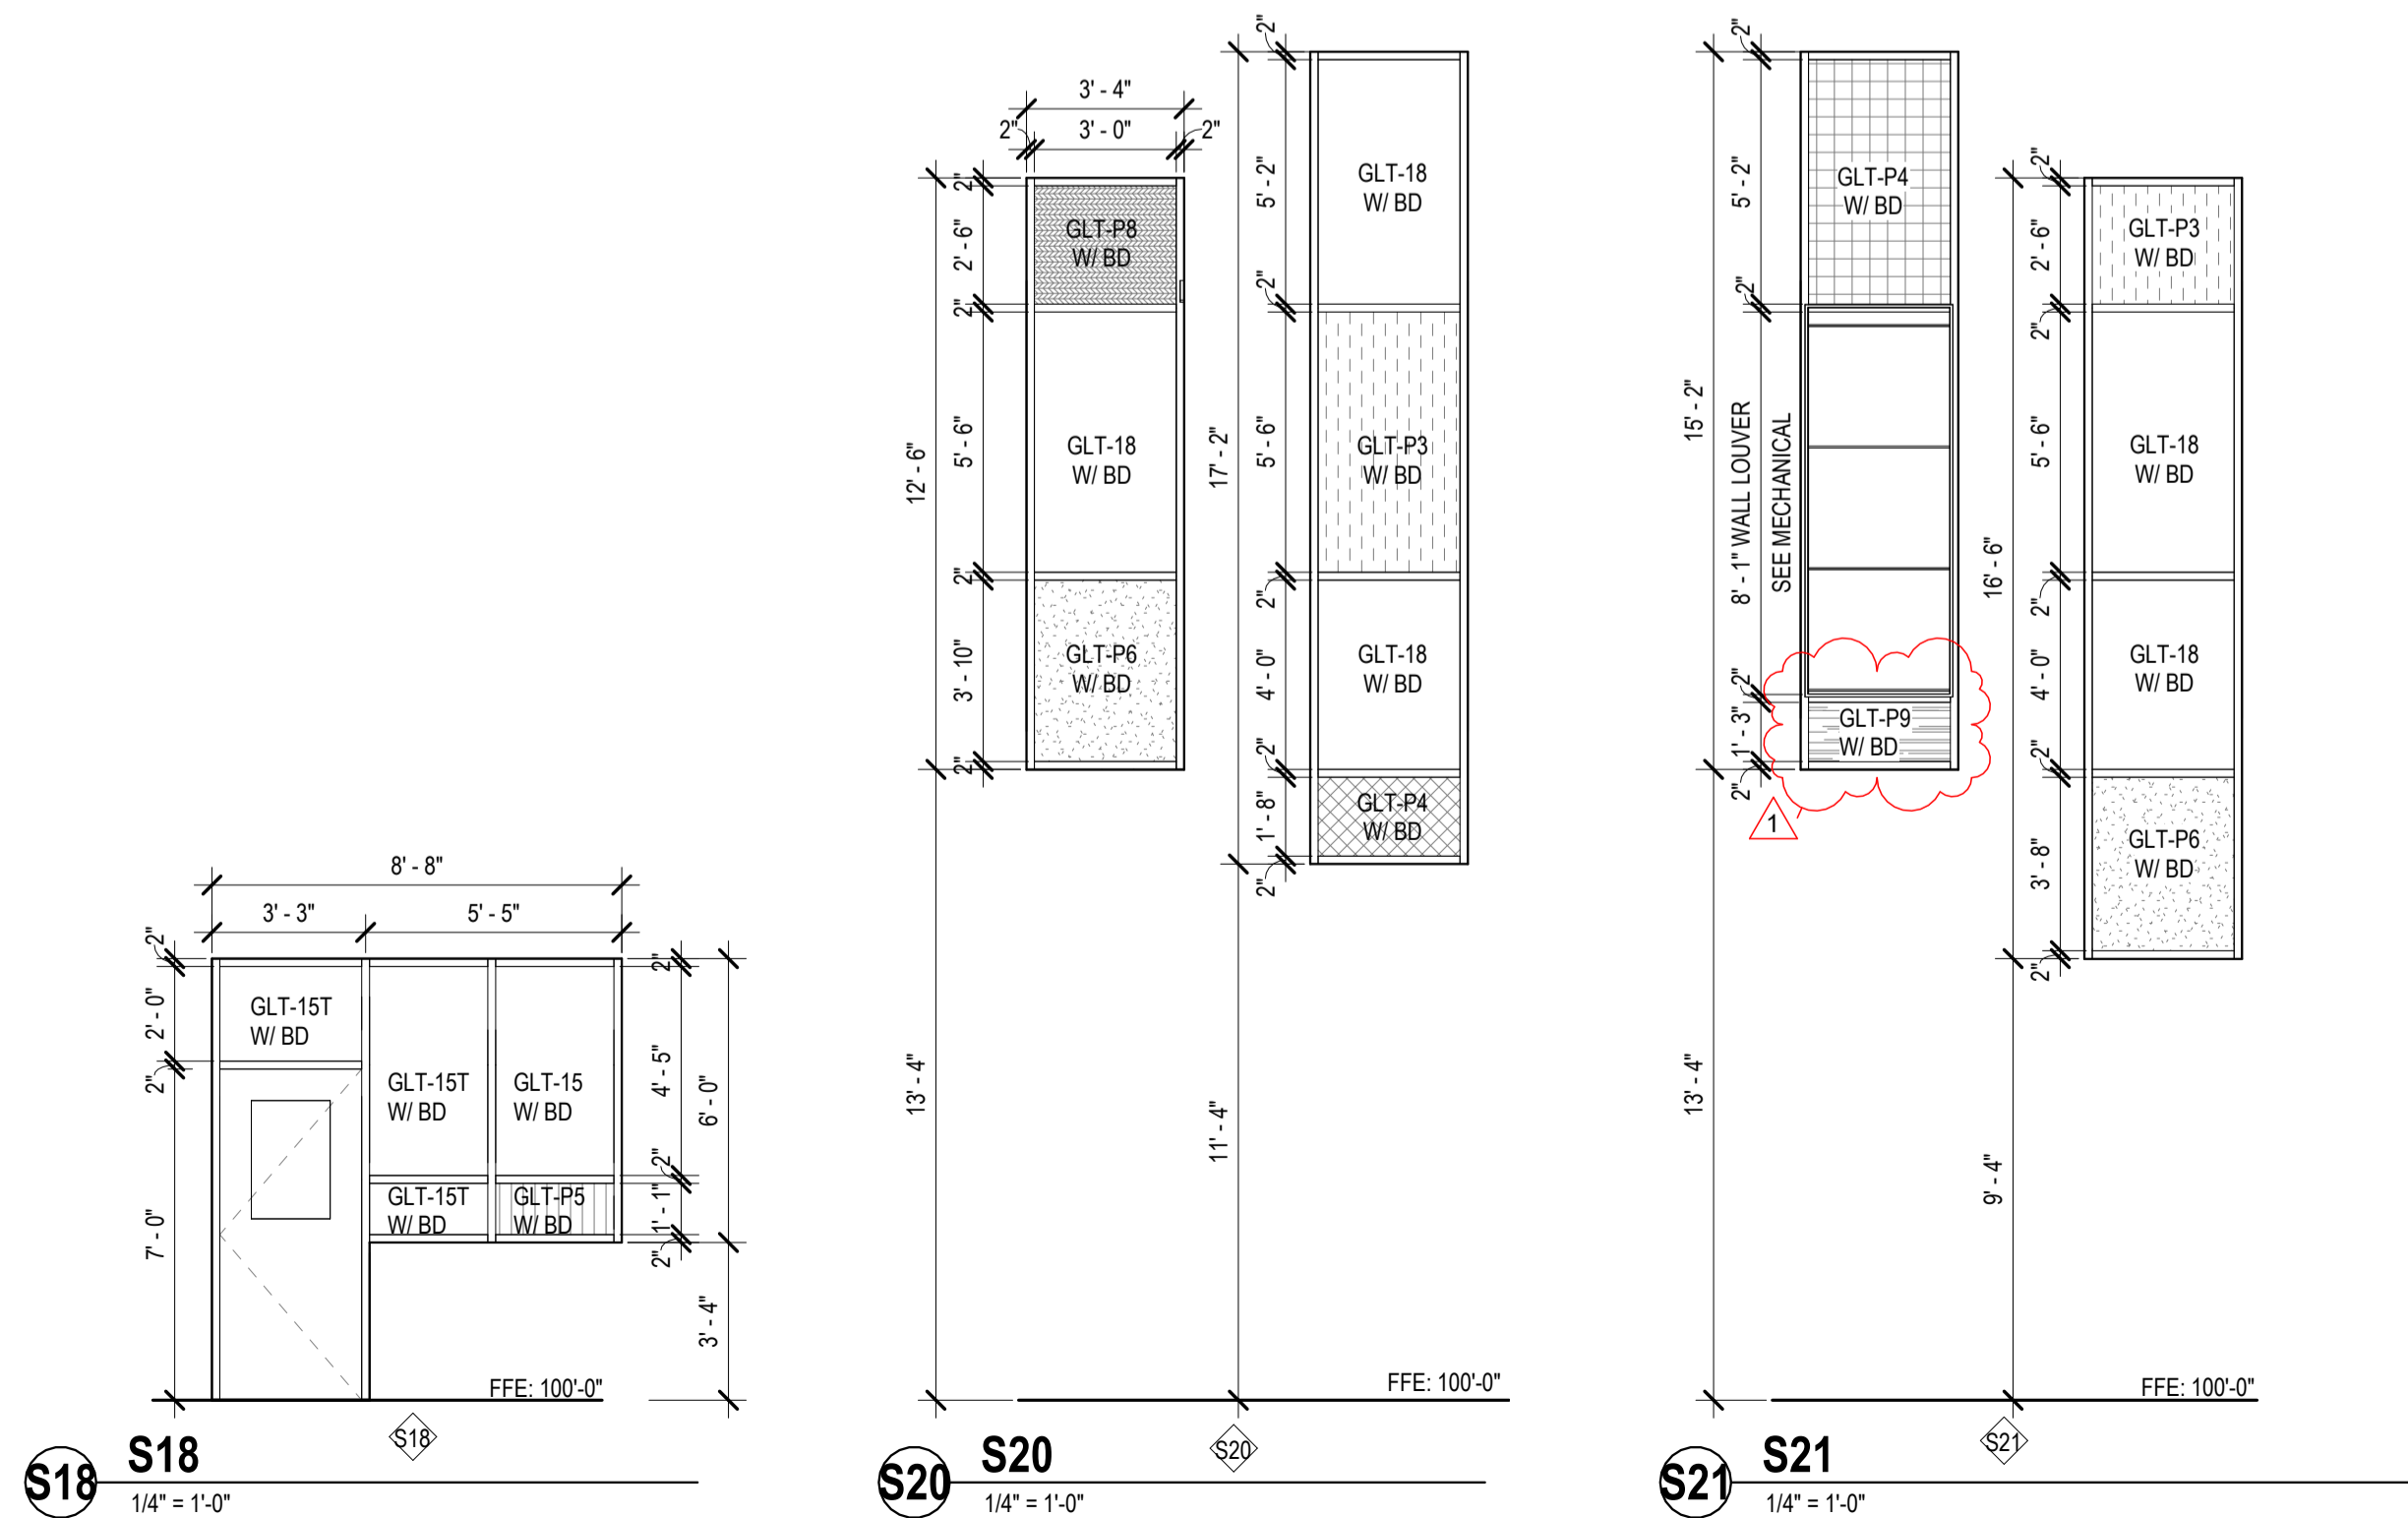 8' - 8"
3' - 3"
5' - 5"
2"
2' - 0"
2"
7' - 0"
GLT-15T
W/ BD
GLT-15T
W/ BD
GLT-15
W/ BD
GLT-15T
W/ BD
GLT-P5
W/ BD
2"
4' - 5"
2"
1' - 1"
2"
6' - 0"
3' - 4"
FFE: 100'-0"
S18
S18
S18
1/4" = 1'-0"
3' - 4"
2"
3' - 0"
2"
2"
2' - 6"
2"
5' - 6"
2"
3' - 10"
2"
12' - 6"
13' - 4"
GLT-P8
W/ BD
GLT-18
W/ BD
GLT-P6
W/ BD
2"
5' - 2"
2"
5' - 6"
2"
4' - 0"
2"
1' - 8"
2"
17' - 2"
11' - 4"
GLT-18
W/ BD
GLT-P3
W/ BD
GLT-18
W/ BD
GLT-P4
W/ BD
FFE: 100'-0"
S20
S20
S20
1/4" = 1'-0"
2"
5' - 2"
2"
8' - 1" WALL LOUVER
SEE MECHANICAL
2"
1' - 3"
2"
15' - 2"
13' - 4"
GLT-P4
W/ BD
GLT-P9
W/ BD
1
2"
2' - 6"
2"
5' - 6"
2"
4' - 0"
2"
3' - 8"
2"
16' - 6"
9' - 4"
GLT-P3
W/ BD
GLT-18
W/ BD
GLT-18
W/ BD
GLT-P6
W/ BD
FFE: 100'-0"
S21
S21
S21
1/4" = 1'-0"